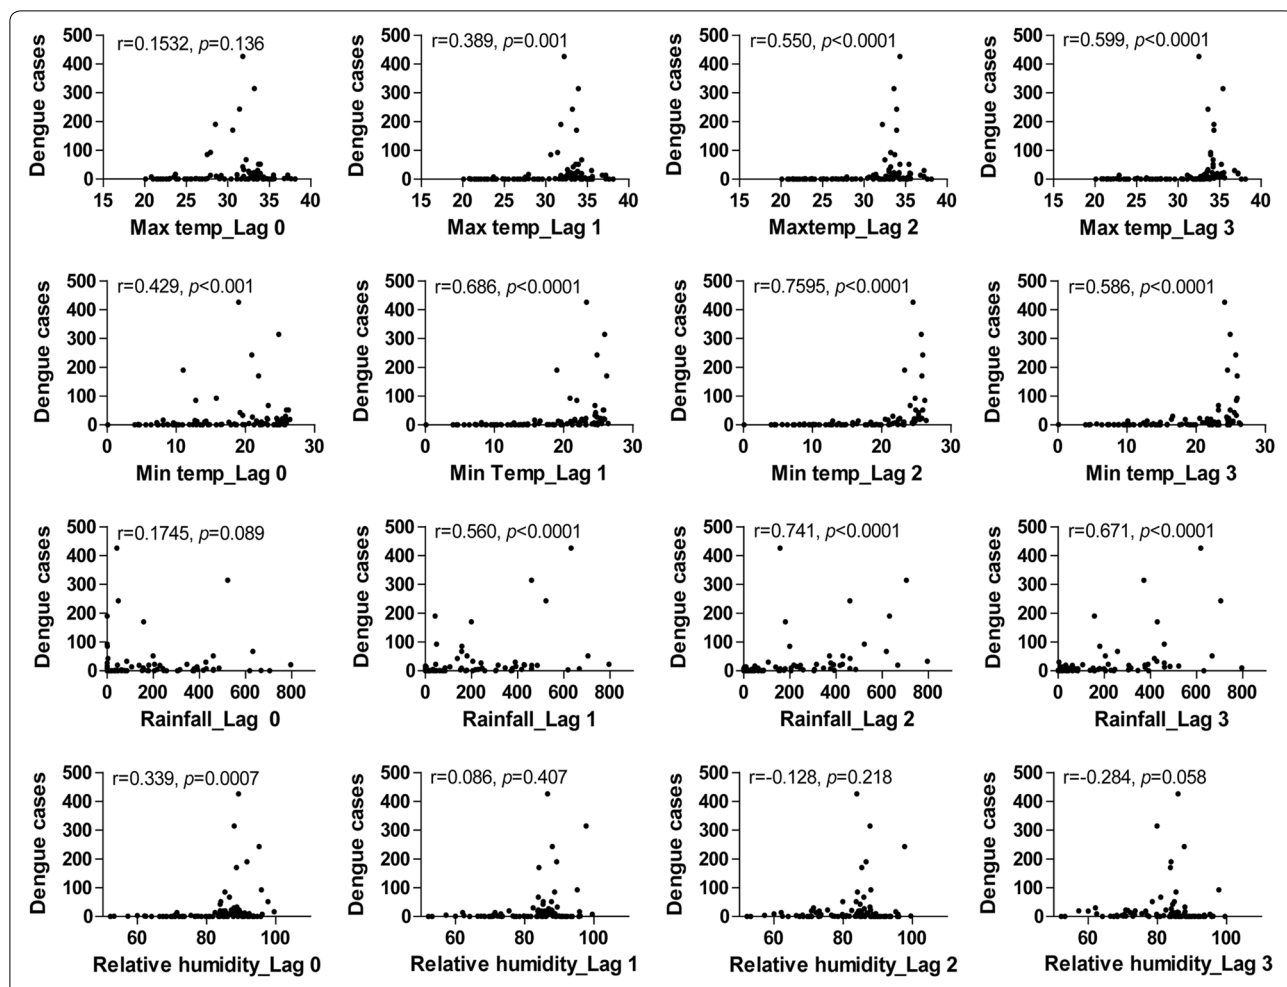 r=0.1532, p=0.136
Dengue cases
500
400
300
200
100
0
15 20 25 30 35 40
Max temp_Lag 0
r=0.389, p=0.001
Dengue cases
500
400
300
200
100
0
15 20 25 30 35 40
Max temp_Lag 1
r=0.550, p<0.0001
Dengue cases
500
400
300
200
100
0
15 20 25 30 35 40
Maxtemp_Lag 2
r=0.599, p<0.0001
Dengue cases
500
400
300
200
100
0
15 20 25 30 35 40
Max temp_Lag 3
r=0.429, p<0.001
Dengue cases
500
400
300
200
100
0
0 10 20 30
Min temp_Lag 0
r=0.686, p<0.0001
Dengue cases
500
400
300
200
100
0
0 10 20 30
Min Temp_Lag 1
r=0.7595, p<0.0001
Dengue cases
500
400
300
200
100
0
0 10 20 30
Min temp_Lag 2
r=0.586, p<0.0001
Dengue cases
500
400
300
200
100
0
0 10 20 30
Min temp_Lag 3
r=0.1745, p=0.089
Dengue cases
500
400
300
200
100
0
0 200 400 600 800
Rainfall_Lag 0
r=0.560, p<0.0001
Dengue cases
500
400
300
200
100
0
0 200 400 600 800
Rainfall_Lag 1
r=0.741, p<0.0001
Dengue cases
500
400
300
200
100
0
0 200 400 600 800
Rainfall_Lag 2
r=0.671, p<0.0001
Dengue cases
500
400
300
200
100
0
0 200 400 600 800
Rainfall_Lag 3
r=0.339, p=0.0007
Dengue cases
500
400
300
200
100
0
60 80 100
Relative humidity_Lag 0
r=0.086, p=0.407
Dengue cases
500
400
300
200
100
0
60 80 100
Relative humidity_Lag 1
r=-0.128, p=0.218
Dengue cases
500
400
300
200
100
0
60 80 100
Relative humidity_Lag 2
r=-0.284, p=0.058
Dengue cases
500
400
300
200
100
0
60 80 100
Relative humidity_Lag 3